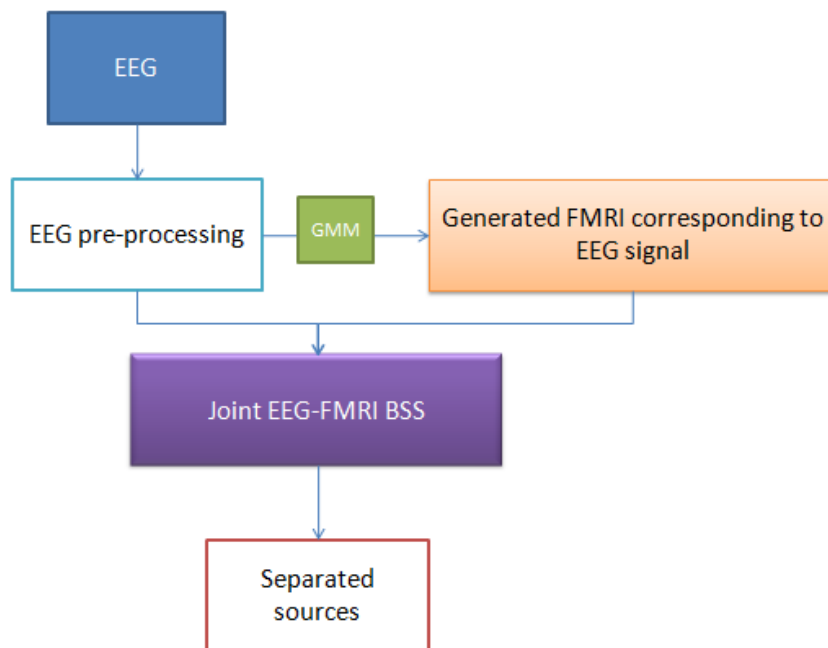 EEG
EEG pre-processing
GMM
Generated FMRI corresponding to
EEG signal
Joint EEG-FMRI BSS
Separated
sources